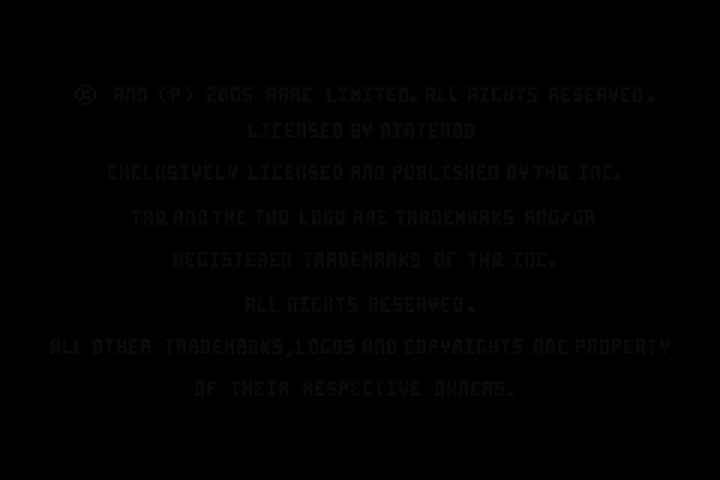 © AND (P) 2005 RARE LIMITED. ALL RIGHTS RESERVED.
LICENSED BY NINTENDO
EXCLUSIVELY LICENSED AND PUBLISHED BY THQ INC.
THQ AND THE THQ LOGO ARE TRADEMARKS AND/OR
REGISTERED TRADEMARKS OF THQ INC.
ALL RIGHTS RESERVED.
ALL OTHER TRADEMARKS,LOGOS AND COPYRIGHTS ARE PROPERTY
OF THEIR RESPECTIVE OWNERS.